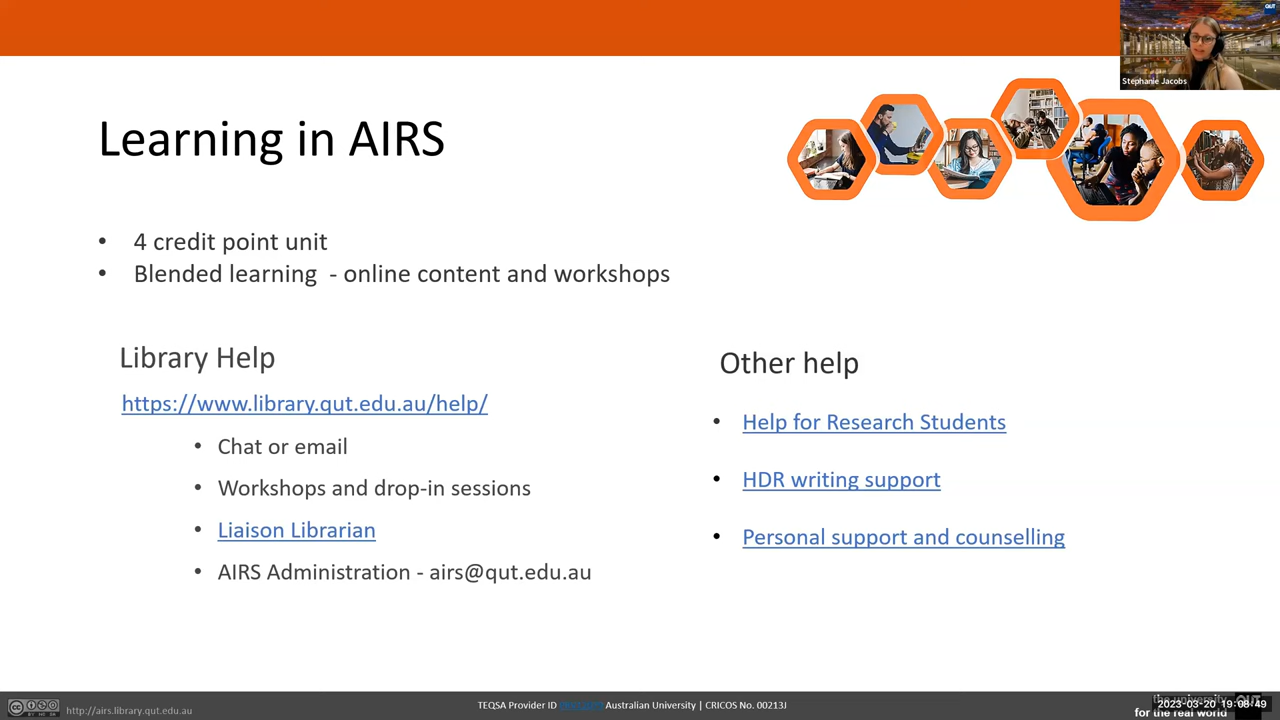 QUT
Stephanie Jacobs
Learning in AIRS
• 4 credit point unit
• Blended learning - online content and workshops
Library Help
https://www.library.qut.edu.au/help/
• Chat or email
• Workshops and drop-in sessions
• Liaison Librarian
• AIRS Administration - airs@qut.edu.au
Other help
• Help for Research Students
• HDR writing support
• Personal support and counselling
http://airs.library.qut.edu.au
TEQSA Provider ID Australian University | CRICOS No. 00213J
the university QUT
for the real world
2023-03-20 19:08:49